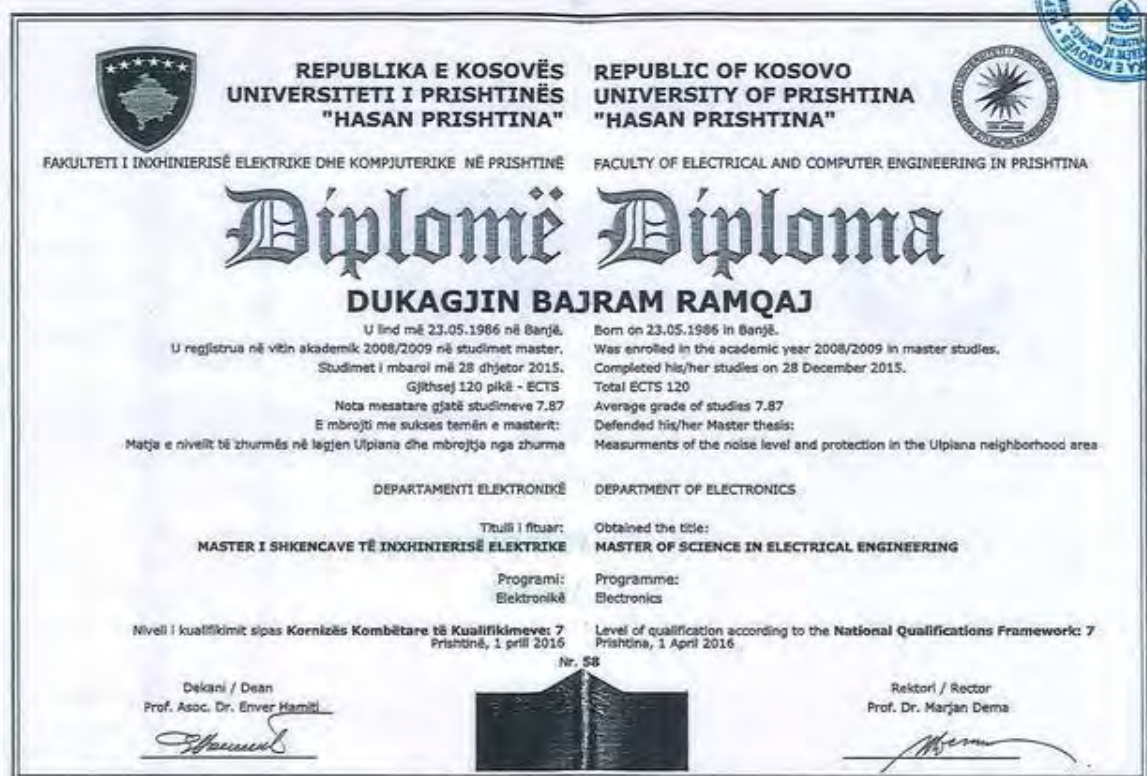 REPUBLIKA E KOSOVËS
UNIVERSITETI I PRISHTINËS
"HASAN PRISHTINA"
REPUBLIC OF KOSOVO
UNIVERSITY OF PRISHTINA
"HASAN PRISHTINA"
FAKULTETI I INXHINIERISË ELEKTRIKE DHE KOMPJUTERIKE NË PRISHTINË
FACULTY OF ELECTRICAL AND COMPUTER ENGINEERING IN PRISHTINA
Diplomë Diploma
DUKAGJIN BAJRAM RAMQAJ
U lind më 23.05.1986 në Banjë.
U regjistrua në vitin akademik 2008/2009 në studimet master.
Studimet i mbaroi më 28 dhjetor 2015.
Gjithsej 120 pikë - ECTS
Nota mesatare gjatë studimeve 7.87
E mbrojti me sukses temën e masterit:
Matja e nivelit të zhurmës në lagjen Ulpiana dhe mbrojtja nga zhurma
Born on 23.05.1986 in Banjë.
Was enrolled in the academic year 2008/2009 in master studies.
Completed his/her studies on 28 December 2015.
Total ECTS 120
Average grade of studies 7.87
Defended his/her Master thesis:
Measurments of the noise level and protection in the Ulpiana neighborhood area
DEPARTAMENTI ELEKTRONIKË
DEPARTMENT OF ELECTRONICS
Titulli i fituar:
MASTER I SHKENCAVE TË INXHINIERISË ELEKTRIKE
Obtained the title:
MASTER OF SCIENCE IN ELECTRICAL ENGINEERING
Programi:
Elektronikë
Programme:
Electronics
Niveli i kualifikimit sipas Kornizës Kombëtare të Kualifikimeve: 7
Prishtinë, 1 prill 2016
Level of qualification according to the National Qualifications Framework: 7
Prishtina, 1 April 2016
Nr. 58
Dekani / Dean
Prof. Asoc. Dr. Enver Hamiti
Rektori / Rector
Prof. Dr. Marjan Dema